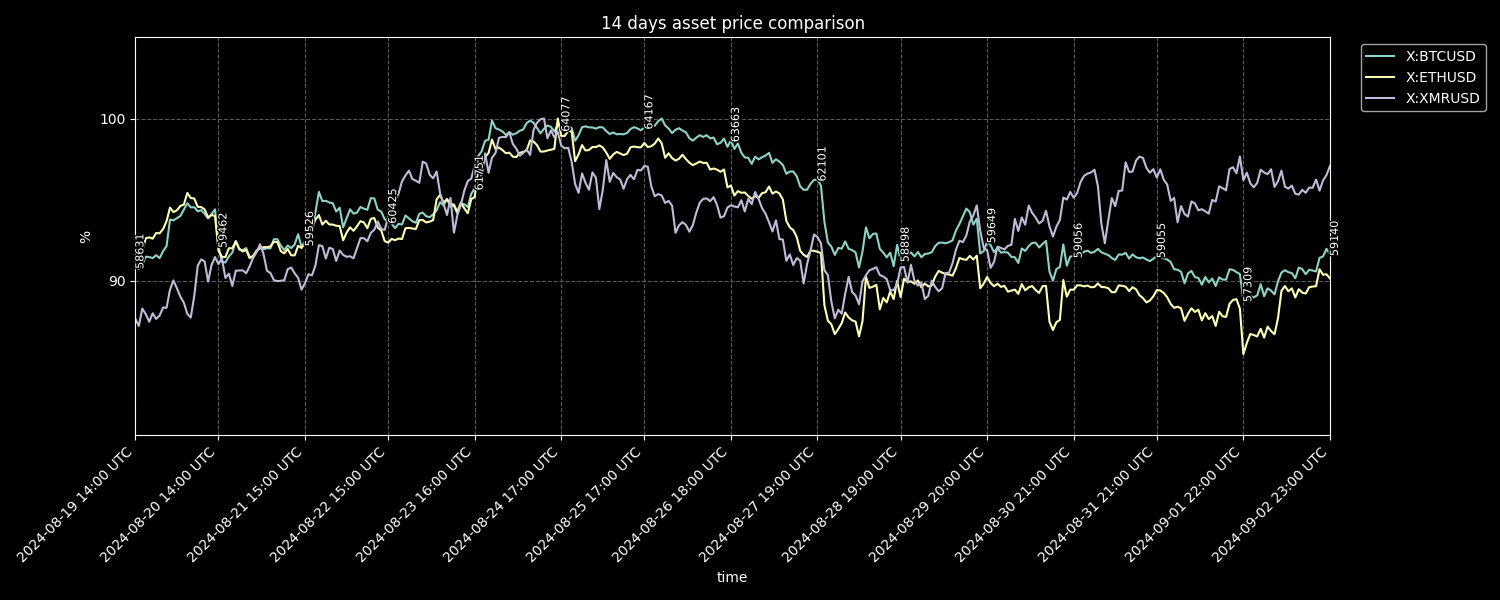 14 days asset price comparison
X:BTCUSD
X:ETHUSD
X:XMRUSD
100
90
%
58831
59462
59526
60425
61751
64077
64167
63663
62101
58898
59649
59056
59055
57309
59140
2024-08-19 14:00 UTC
2024-08-20 14:00 UTC
2024-08-21 15:00 UTC
2024-08-22 15:00 UTC
2024-08-23 16:00 UTC
2024-08-24 17:00 UTC
2024-08-25 17:00 UTC
2024-08-26 18:00 UTC
2024-08-27 19:00 UTC
2024-08-28 19:00 UTC
2024-08-29 20:00 UTC
2024-08-30 21:00 UTC
2024-08-31 21:00 UTC
2024-09-01 22:00 UTC
2024-09-02 23:00 UTC
time